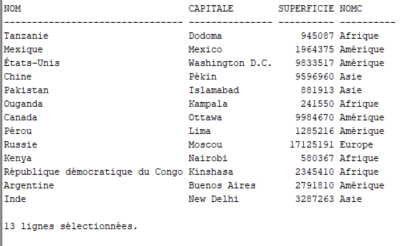 NOM CAPITALE SUPERFICIE NOMC
------------------------------ --------------- ---------- ----------
Tanzanie Dodoma 945087 Afrique
Mexique Mexico 1964375 Amérique
États-Unis Washington D.C. 9833517 Amérique
Chine Pékin 9596960 Asie
Pakistan Islamabad 881913 Asie
Ouganda Kampala 241550 Afrique
Canada Ottawa 9984670 Amérique
Pérou Lima 1285216 Amérique
Russie Moscou 17125191 Europe
Kenya Nairobi 580367 Afrique
République démocratique du Congo Kinshasa 2345410 Afrique
Argentine Buenos Aires 2791810 Amérique
Inde New Delhi 3287263 Asie
13 lignes sélectionnées.